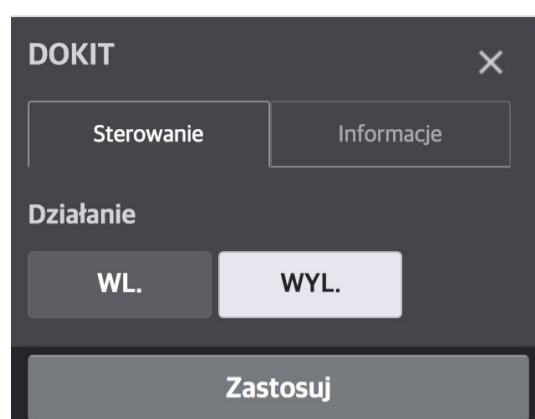 DOKIT
Sterowanie Informacje
Działanie
WL. WYL.
Zastosuj